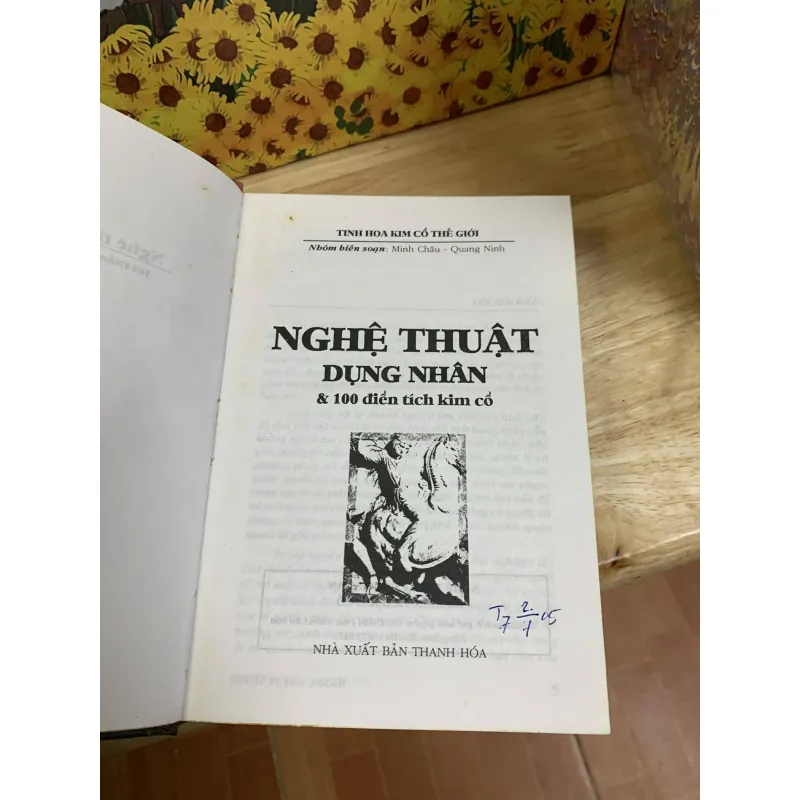 TINH HOA KIM CỔ THẾ GIỚI
Nhóm biên soạn: Minh Châu - Quang Ninh
NGHỆ THUẬT
DỤNG NHÂN
& 100 điển tích kim cổ
T7 2/1 05
NHÀ XUẤT BẢN THANH HÓA